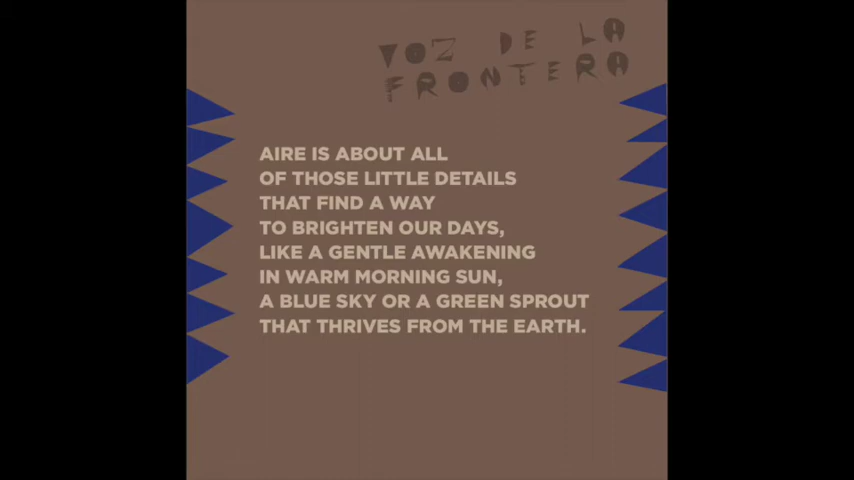 VOZ DE LA
FRONTERA
AIRE IS ABOUT ALL
OF THOSE LITTLE DETAILS
THAT FIND A WAY
TO BRIGHTEN OUR DAYS,
LIKE A GENTLE AWAKENING
IN WARM MORNING SUN,
A BLUE SKY OR A GREEN SPROUT
THAT THRIVES FROM THE EARTH.